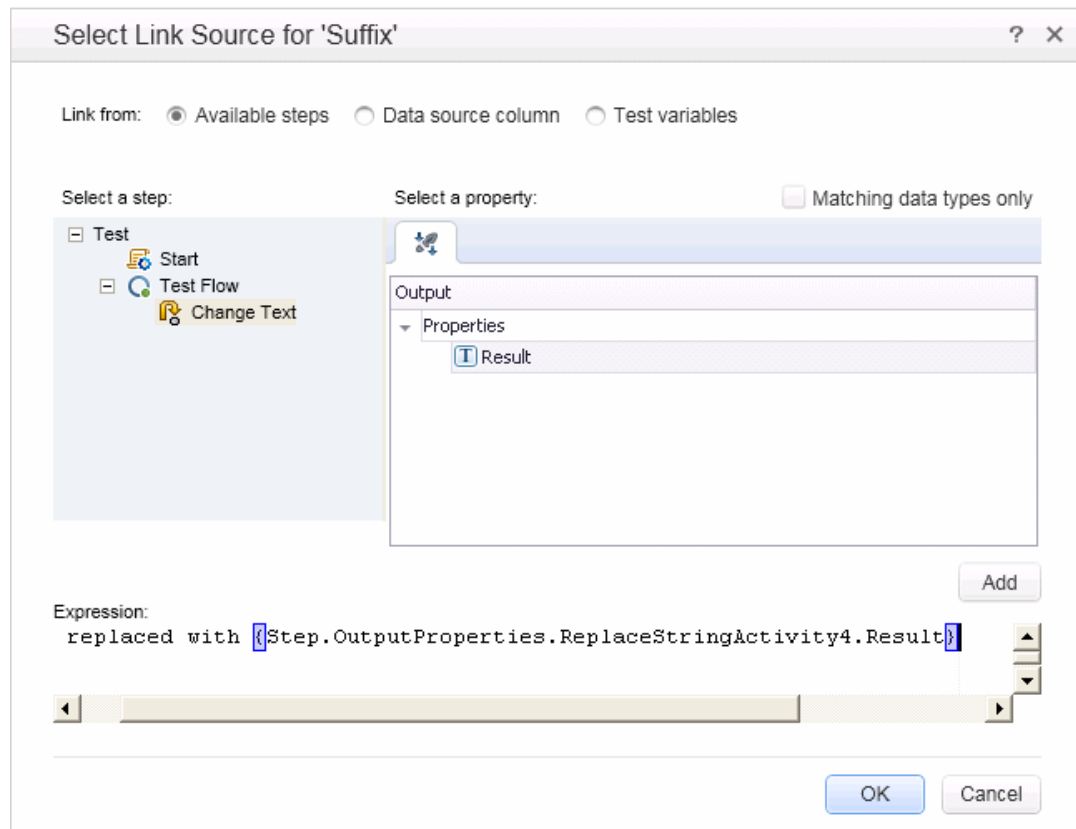 Select Link Source for 'Suffix' ? ×
Link from: Available steps Data source column Test variables
Select a step: Select a property: Matching data types only
Test
Start
Test Flow
Change Text
Output
Properties
T Result
Add
Expression:
replaced with {Step.OutputProperties.ReplaceStringActivity4.Result}
OK Cancel